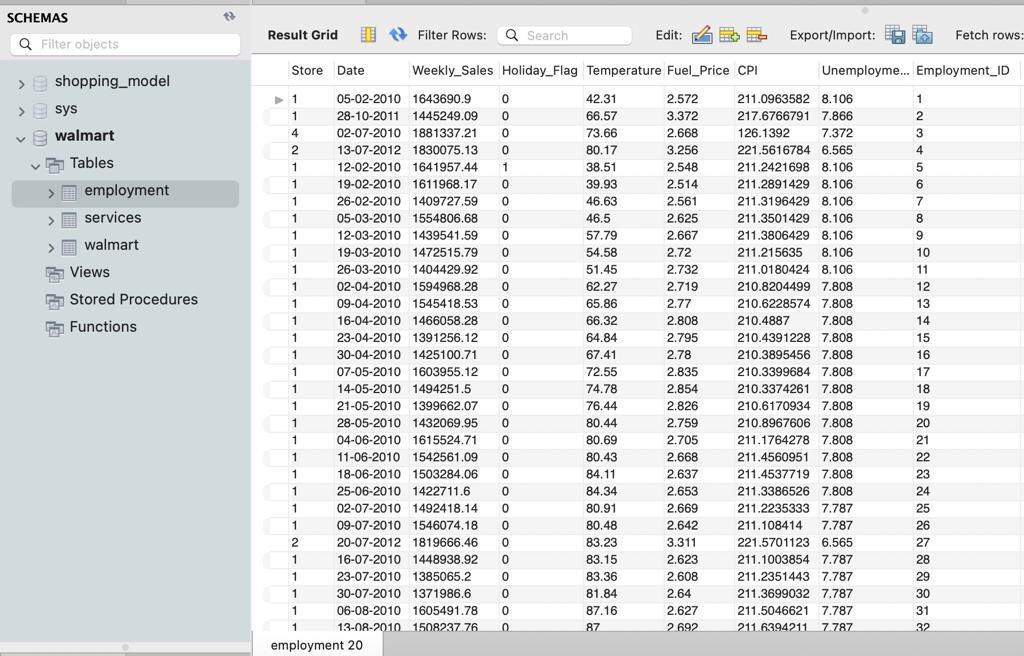 SCHEMAS
Filter objects
shopping_model
sys
walmart
Tables
employment
services
walmart
Views
Stored Procedures
Functions
Result Grid Filter Rows: Search Edit: Export/Import: Fetch rows:
Store Date Weekly_Sales Holiday_Flag Temperature Fuel_Price CPI Unemployme... Employment_ID
1 05-02-2010 1643690.9 0 42.31 2.572 211.0963582 8.106 1
1 28-10-2011 1445249.09 0 66.57 3.372 217.6766791 7.866 2
4 02-07-2010 1881337.21 0 73.66 2.668 126.1392 7.372 3
2 13-07-2012 1830075.13 0 80.17 3.256 221.5616784 6.565 4
1 12-02-2010 1641957.44 1 38.51 2.548 211.2421698 8.106 5
1 19-02-2010 1611968.17 0 39.93 2.514 211.2891429 8.106 6
1 26-02-2010 1409727.59 0 46.63 2.561 211.3196429 8.106 7
1 05-03-2010 1554806.68 0 46.5 2.625 211.3501429 8.106 8
1 12-03-2010 1439541.59 0 57.79 2.667 211.3806429 8.106 9
1 19-03-2010 1472515.79 0 54.58 2.72 211.215635 8.106 10
1 26-03-2010 1404429.92 0 51.45 2.732 211.0180424 8.106 11
1 02-04-2010 1594968.28 0 62.27 2.719 210.8204499 7.808 12
1 09-04-2010 1545418.53 0 65.86 2.77 210.6228574 7.808 13
1 16-04-2010 1466058.28 0 66.32 2.808 210.4887 7.808 14
1 23-04-2010 1391256.12 0 64.84 2.795 210.4391228 7.808 15
1 30-04-2010 1425100.71 0 67.41 2.78 210.3895456 7.808 16
1 07-05-2010 1603955.12 0 72.55 2.835 210.3399684 7.808 17
1 14-05-2010 1494251.5 0 74.78 2.854 210.3374261 7.808 18
1 21-05-2010 1399662.07 0 76.44 2.826 210.6170934 7.808 19
1 28-05-2010 1432069.95 0 80.44 2.759 210.8967606 7.808 20
1 04-06-2010 1615524.71 0 80.69 2.705 211.1764278 7.808 21
1 11-06-2010 1542561.09 0 80.43 2.668 211.4560951 7.808 22
1 18-06-2010 1503284.06 0 84.11 2.637 211.4537719 7.808 23
1 25-06-2010 1422711.6 0 84.34 2.653 211.3386526 7.808 24
1 02-07-2010 1492418.14 0 80.91 2.669 211.2235333 7.787 25
1 09-07-2010 1546074.18 0 80.48 2.642 211.108414 7.787 26
2 20-07-2012 1819666.46 0 83.23 3.311 221.5701123 6.565 27
1 16-07-2010 1448938.92 0 83.15 2.623 211.1003854 7.787 28
1 23-07-2010 1385065.2 0 83.36 2.608 211.2351443 7.787 29
1 30-07-2010 1371986.6 0 81.84 2.64 211.3699032 7.787 30
1 06-08-2010 1605491.78 0 87.16 2.627 211.5046621 7.787 31
1 13-08-2010 1508237.76 0 87 2.692 211.6394211 7.787 32
employment 20